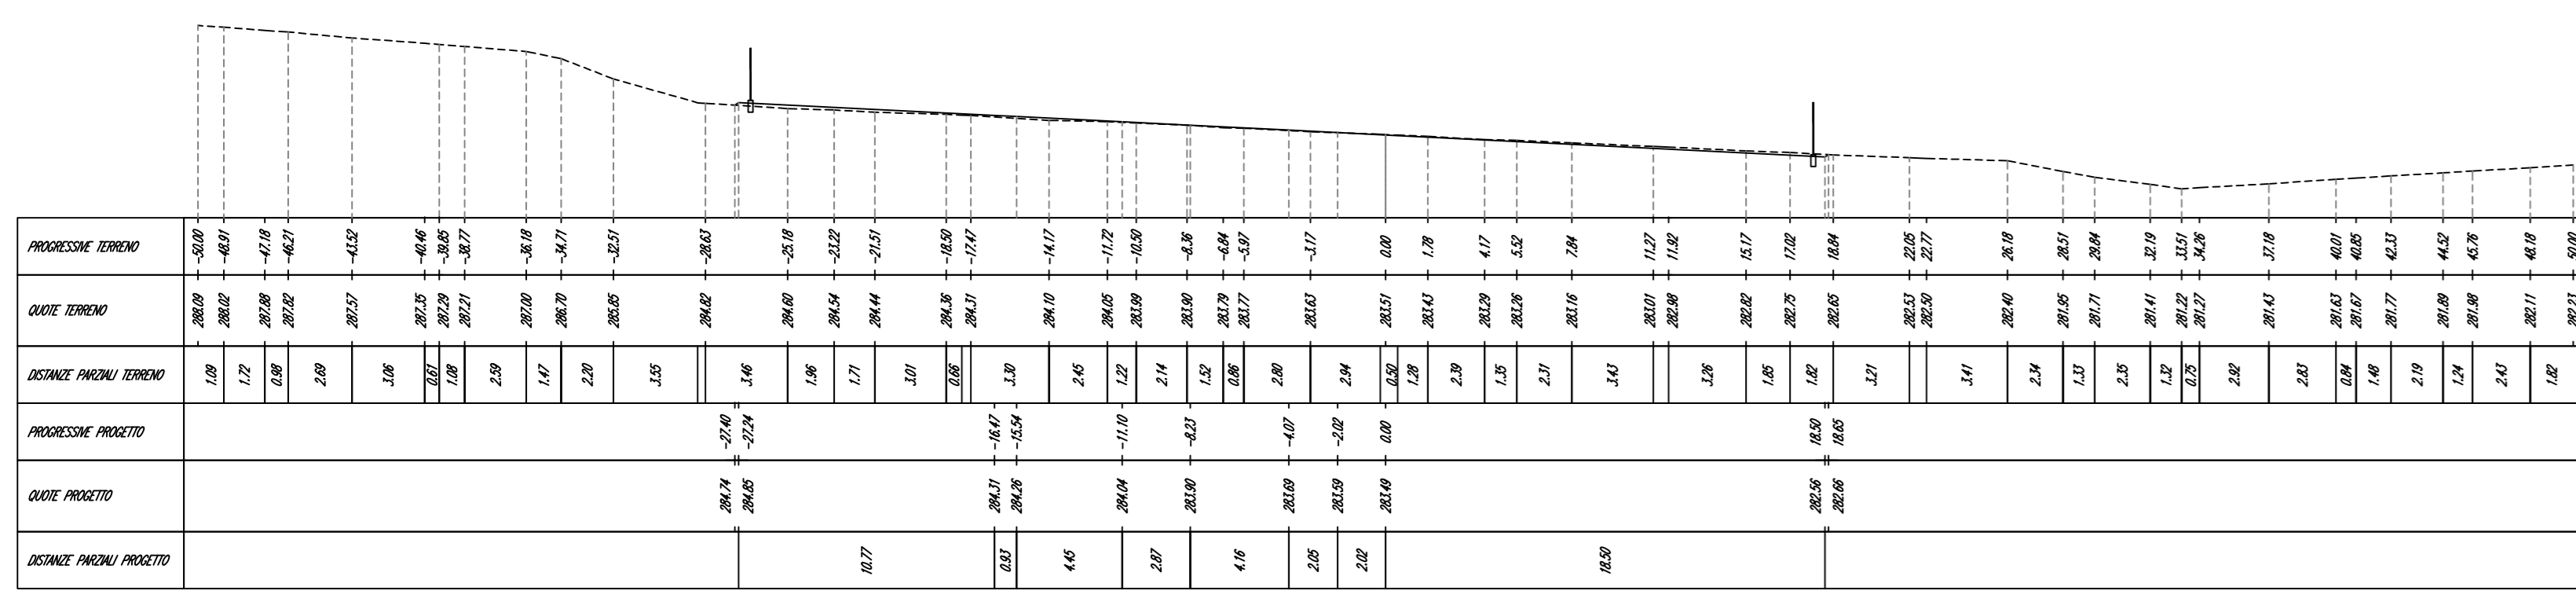 PROGRESSIVE TERRENO -50.00 -48.91 -47.18 -46.21 -43.52 -40.46 -39.85 -38.77 -36.18 -34.71 -32.51 -28.63 -25.18 -23.22 -21.51 -18.50 -17.47 -14.17 -11.72 -10.50 -8.36 -6.84 -5.97 -3.17 0.00 1.78 4.17 5.52 7.84 11.27 11.92 15.17 17.02 18.84 22.05 22.77 26.18 28.51 29.84 32.19 33.51 34.26 37.18 40.01 40.85 42.33 44.52 45.76 48.18 50.00
QUOTE TERRENO 288.09 288.02 287.88 287.82 287.57 287.35 287.29 287.21 287.00 286.70 285.85 284.82 284.60 284.54 284.44 284.36 284.31 284.10 284.05 283.99 283.90 283.79 283.77 283.63 283.51 283.43 283.29 283.26 283.16 283.01 282.98 282.82 282.75 282.65 282.53 282.50 282.40 281.95 281.71 281.41 281.22 281.27 281.43 281.63 281.67 281.77 281.89 281.98 282.11 282.23
DISTANZE PARZIALI TERRENO 1.09 1.72 0.98 2.69 3.06 0.61 1.08 2.59 1.47 2.20 3.55 3.46 1.96 1.71 3.01 0.66 3.30 2.45 1.22 2.14 1.52 0.86 2.80 2.94 0.50 1.28 2.39 1.35 2.31 3.43 3.26 1.85 1.82 3.21 3.41 2.34 1.33 2.35 1.32 0.75 2.92 2.83 0.84 1.48 2.19 1.24 2.43 1.82
PROGRESSIVE PROGETTO -27.40 -27.24 -16.47 -15.54 -11.10 -8.23 -4.07 -2.02 0.00 18.50 18.65
QUOTE PROGETTO 284.74 284.85 284.31 284.26 284.04 283.90 283.69 283.59 283.49 282.56 282.66
DISTANZE PARZIALI PROGETTO 10.77 0.93 4.45 2.87 4.16 2.05 2.02 18.50